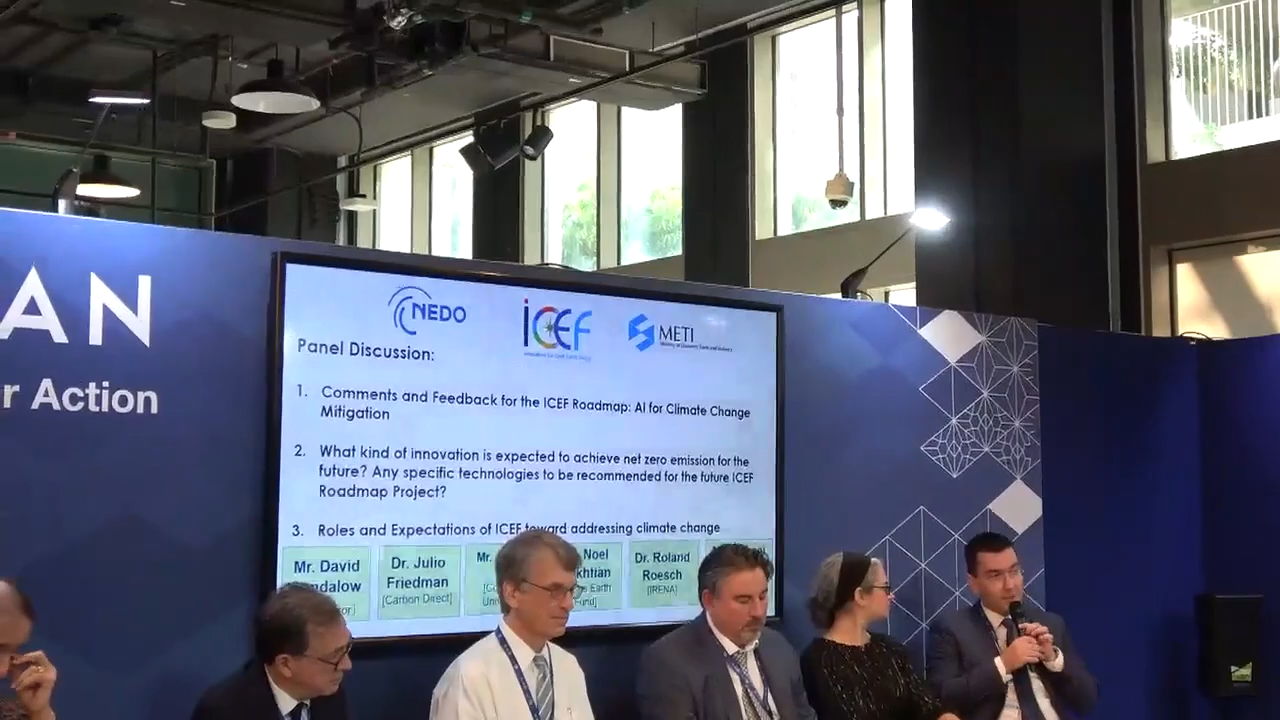 AN
r Action
NEDO
ICEF
METI
Panel Discussion:
1. Comments and Feedback for the ICEF Roadmap: AI for Climate Change
Mitigation
2. What kind of innovation is expected to achieve net zero emission for the
future? Any specific technologies to be recommended for the future ICEF
Roadmap Project?
3. Roles and Expectations of ICEF toward addressing climate change
Mr. David
ndalow
Dr. Julio
Friedman
[Carbon Direct]
Mr.
Noel
khtian
Earth
Dr. Roland
Roesch
[IRENA]